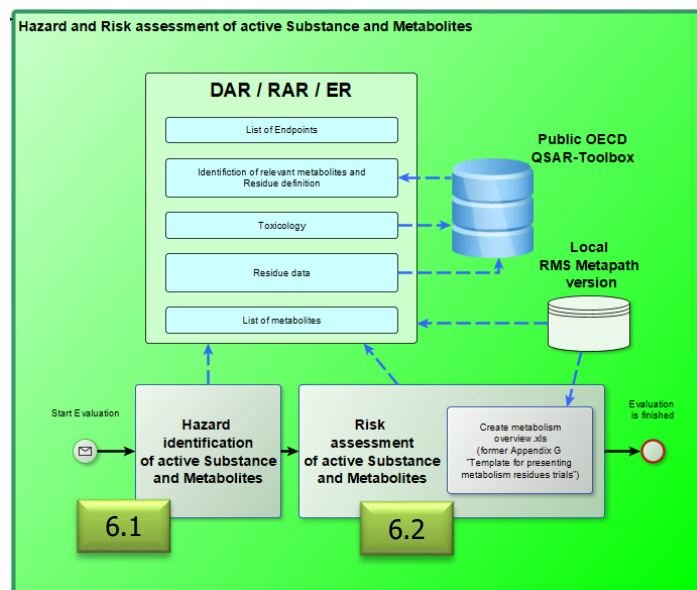 Hazard and Risk assessment of active Substance and Metabolites
DAR / RAR / ER
List of Endpoints
Identifiction of relevant metabolites and
Residue definition
Toxicology
Residue data
List of metabolites
Public OECD
QSAR-Toolbox
Local
RMS Metapath
version
Start Evaluation
Hazard
identification
of active Substance
and Metabolites
Risk
assessment
of active Substance
and Metabolites
Create metabolism
overview.xls
(former Appendix G
"Template for presenting
metabolism residues trials")
Evaluation
is finished
6.1
6.2